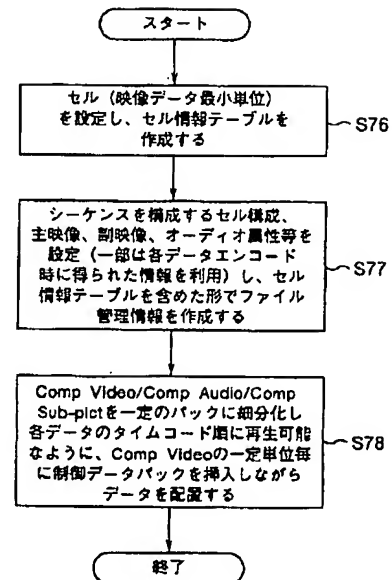 スタート
セル（映像データ最小単位）
を設定し、セル情報テーブルを
作成する
S76
シーケンスを構成するセル構成、
主映像、副映像、オーディオ属性等を
設定（一部は各データエンコード
時に得られた情報を利用）し、セル
情報テーブルを含めた形でファイル
管理情報を作成する
S77
Comp Video/Comp Audio/Comp
Sub-pictを一定のパックに細分化し
各データのタイムコード順に再生可能
なように、Comp Videoの一定単位毎
に制御データパックを挿入しながら
データを配置する
S78
終了